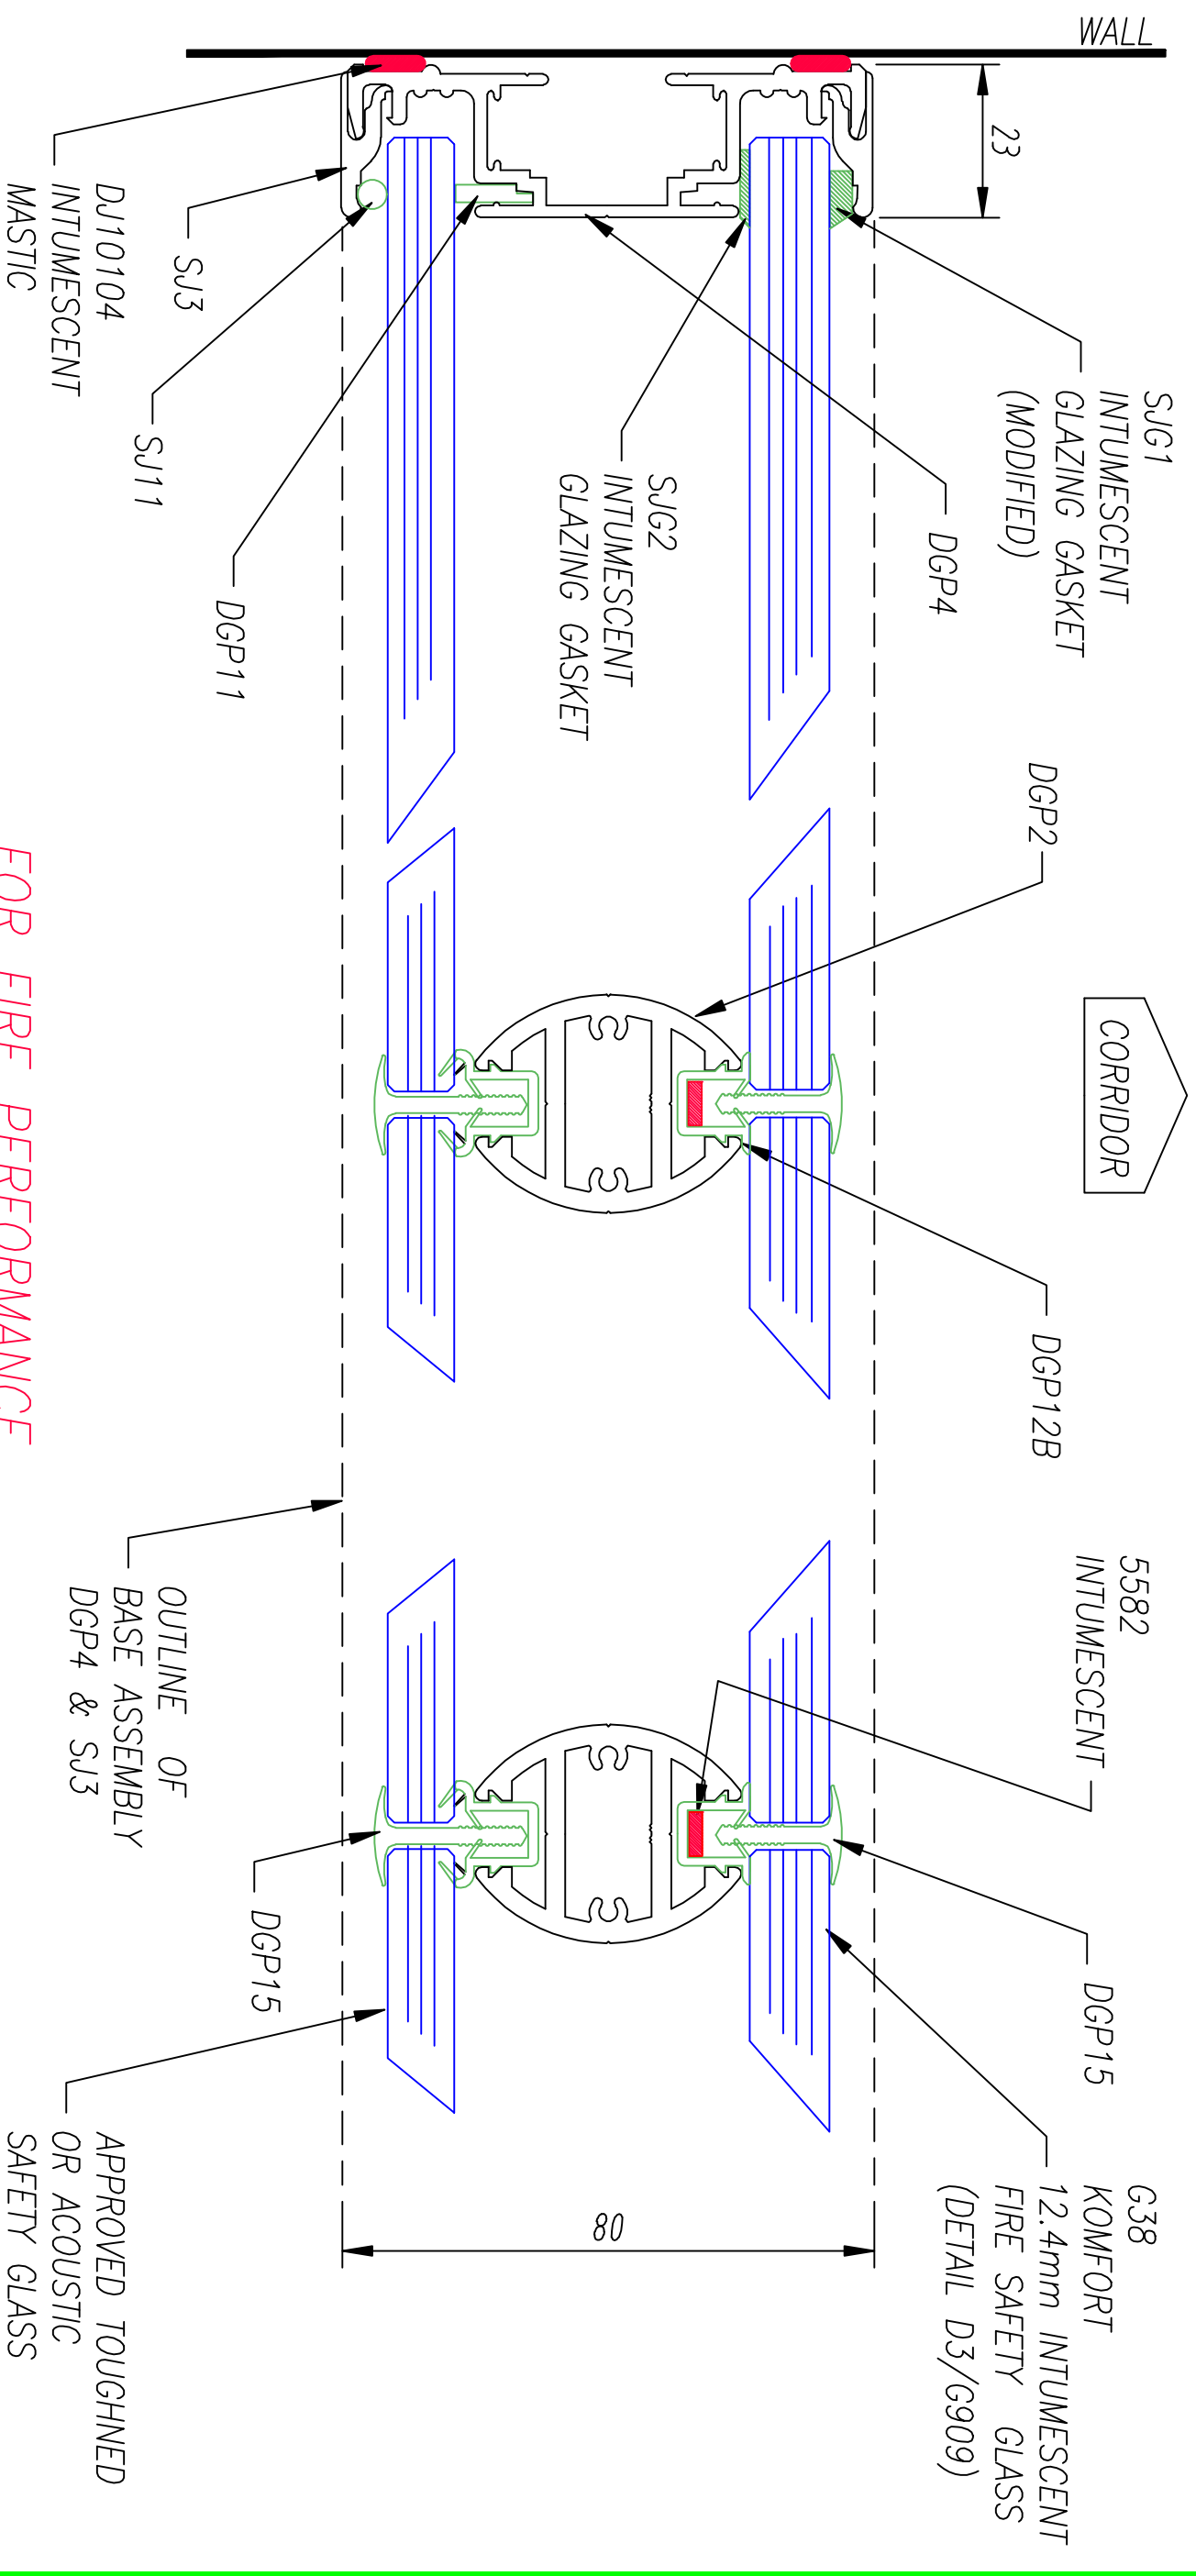 WALL
23
SJG1
INTUMESCENT
GLAZING GASKET
(MODIFIED)
DGP4
SJG2
INTUMESCENT
GLAZING GASKET
DGP2
CORRIDOR
DGP12B
5582
INTUMESCENT
DGP15
G38
KOMFORT
12.4mm INTUMESCENT
FIRE SAFETY GLASS
(DETAIL D3/G909)
80
DJ10104
INTUMESCENT
MASTIC
SJ3
SJ11
DGP11
OUTLINE OF
BASE ASSEMBLY
DGP4 & SJ3
DGP15
APPROVED TOUGHNED
OR ACOUSTIC
SAFETY GLASS
FOR FIRE PERFORMANCE